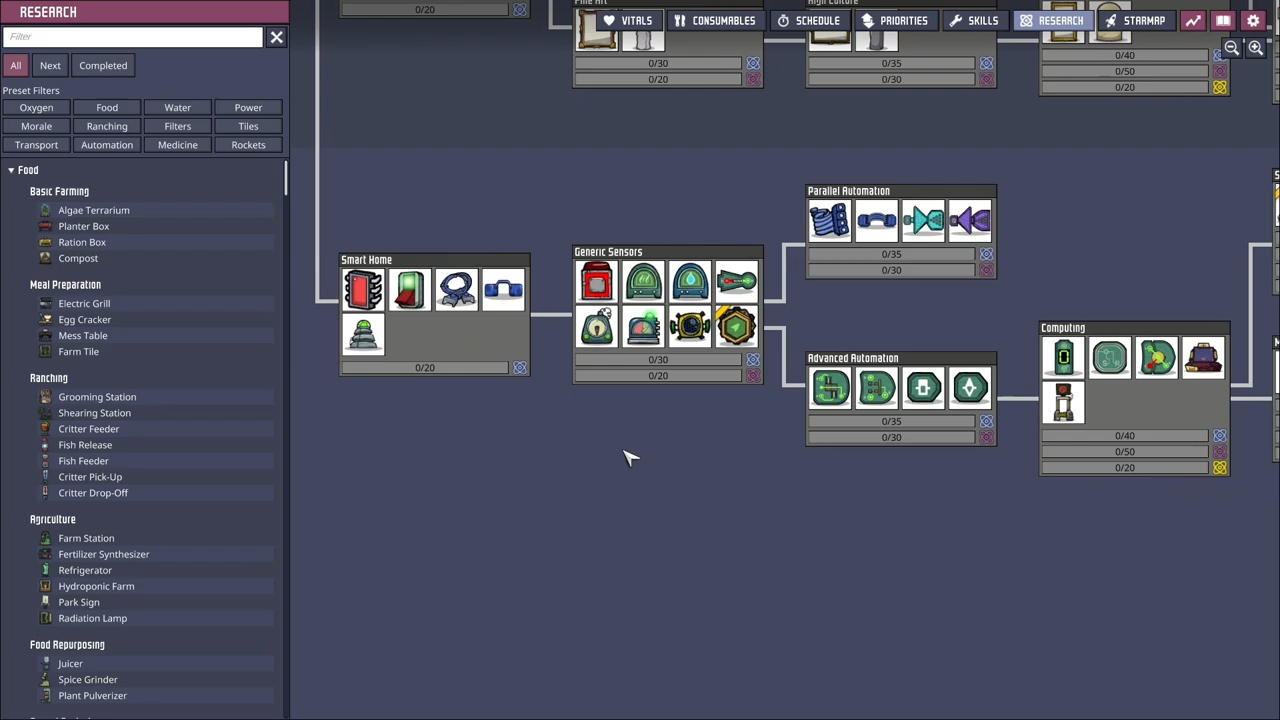 RESEARCH
Filter
All Next Completed
Preset Filters
Oxygen Food Water Power
Morale Ranching Filters Tiles
Transport Automation Medicine Rockets
Food
Basic Farming
Algae Terrarium
Planter Box
Ration Box
Compost
Meal Preparation
Electric Grill
Egg Cracker
Mess Table
Farm Tile
Ranching
Grooming Station
Shearing Station
Critter Feeder
Fish Release
Fish Feeder
Critter Pick-Up
Critter Drop-Off
Agriculture
Farm Station
Fertilizer Synthesizer
Refrigerator
Hydroponic Farm
Park Sign
Radiation Lamp
Food Repurposing
Juicer
Spice Grinder
Plant Pulverizer
VITALS CONSUMABLES SCHEDULE PRIORITIES SKILLS RESEARCH STARMAP
0/20
0/30
0/20
0/35
0/30
0/40
0/50
0/20
Smart Home
0/20
Generic Sensors
0/30
0/20
Parallel Automation
0/35
0/30
Advanced Automation
0/35
0/30
Computing
0/40
0/50
0/20